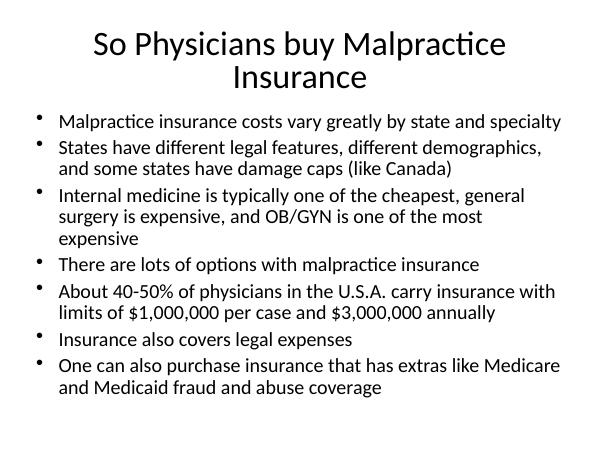 So Physicians buy Malpractice
Insurance
• Malpractice insurance costs vary greatly by state and specialty
• States have different legal features, different demographics,
and some states have damage caps (like Canada)
• Internal medicine is typically one of the cheapest, general
surgery is expensive, and OB/GYN is one of the most
expensive
• There are lots of options with malpractice insurance
• About 40-50% of physicians in the U.S.A. carry insurance with
limits of $1,000,000 per case and $3,000,000 annually
• Insurance also covers legal expenses
• One can also purchase insurance that has extras like Medicare
and Medicaid fraud and abuse coverage